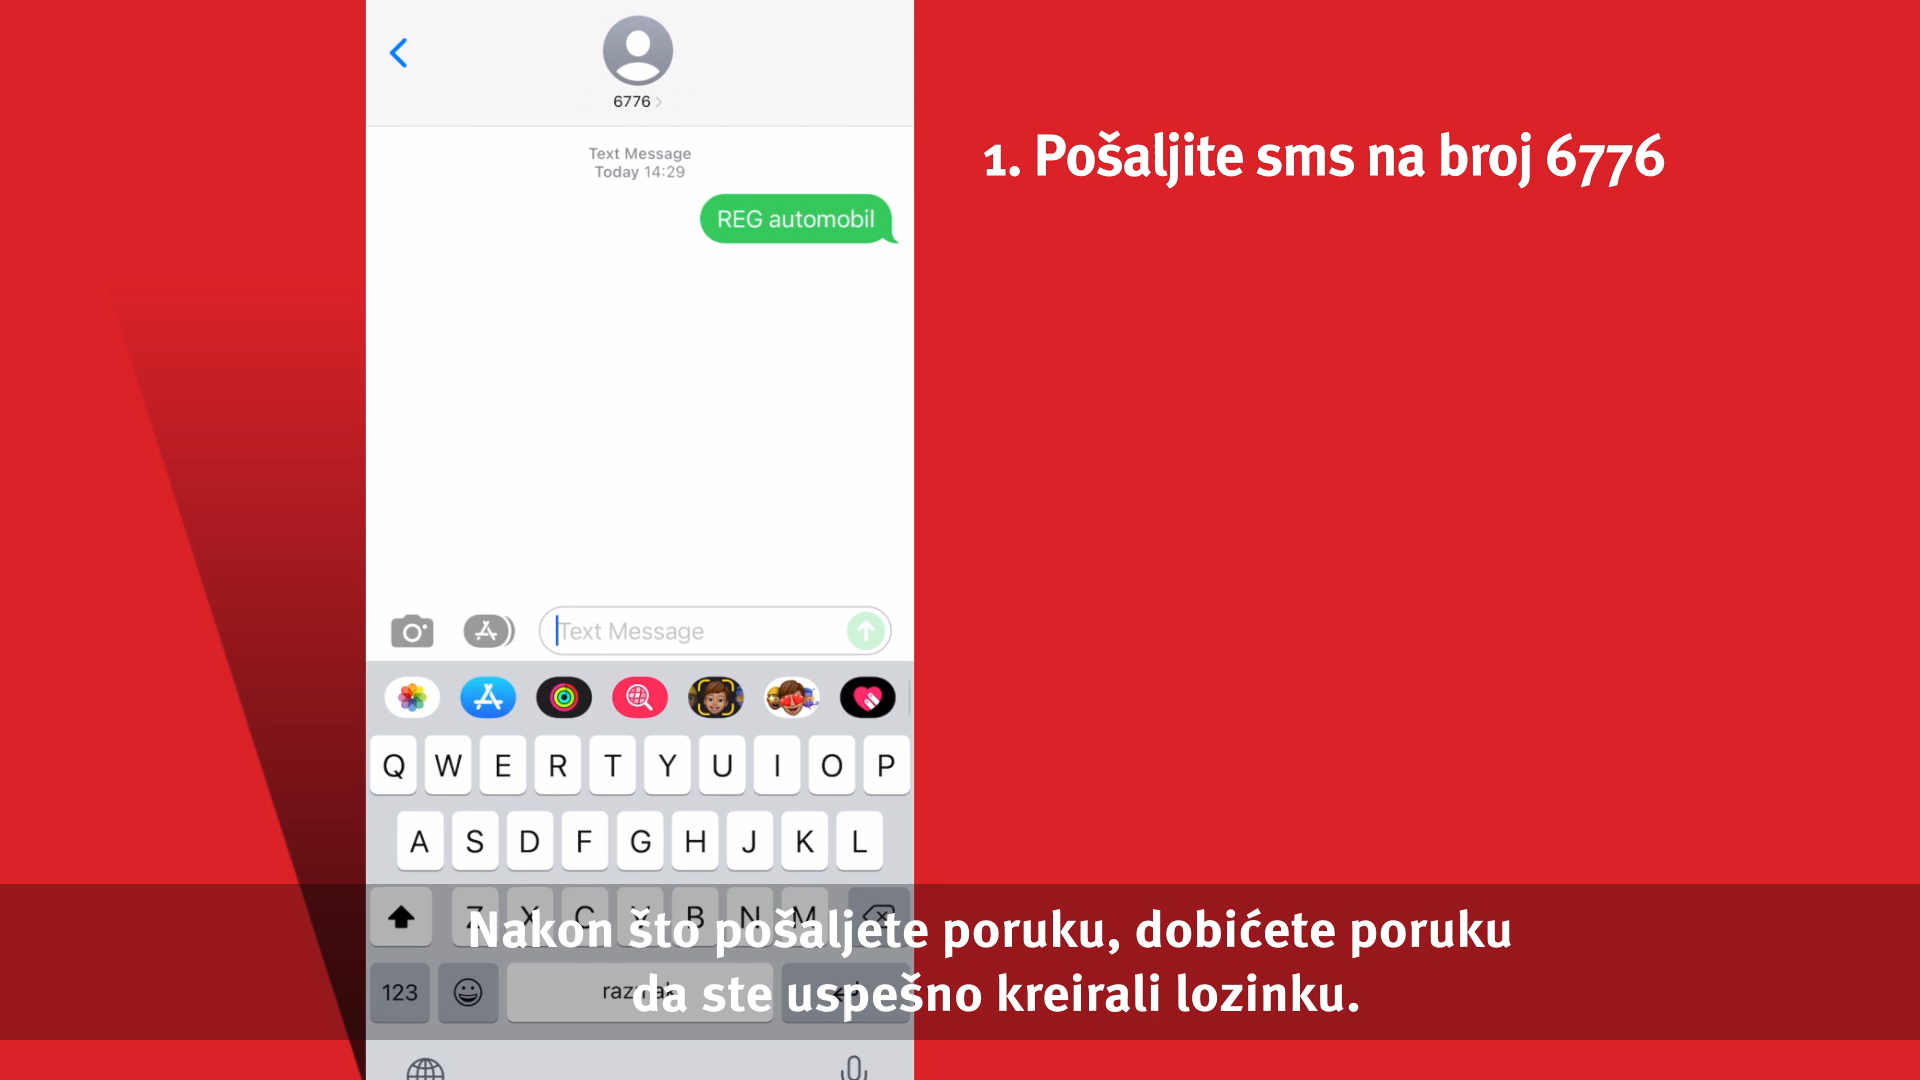 6776
Text Message
Today 14:29
REG automobil
1. Pošaljite sms na broj 6776
Text Message
Q W E R T Y U I O P
A S D F G H J K L
Z X C V B N M
123
razmak
Nakon što pošaljete poruku, dobićete poruku
da ste uspešno kreirali lozinku.